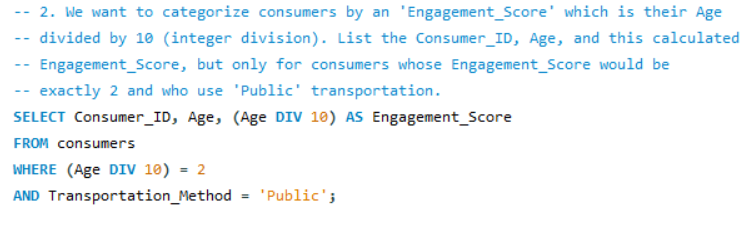 -- 2. We want to categorize consumers by an 'Engagement_Score' which is their Age
-- divided by 10 (integer division). List the Consumer_ID, Age, and this calculated
-- Engagement_Score, but only for consumers whose Engagement_Score would be
-- exactly 2 and who use 'Public' transportation.
SELECT Consumer_ID, Age, (Age DIV 10) AS Engagement_Score
FROM consumers
WHERE (Age DIV 10) = 2
AND Transportation_Method = 'Public';